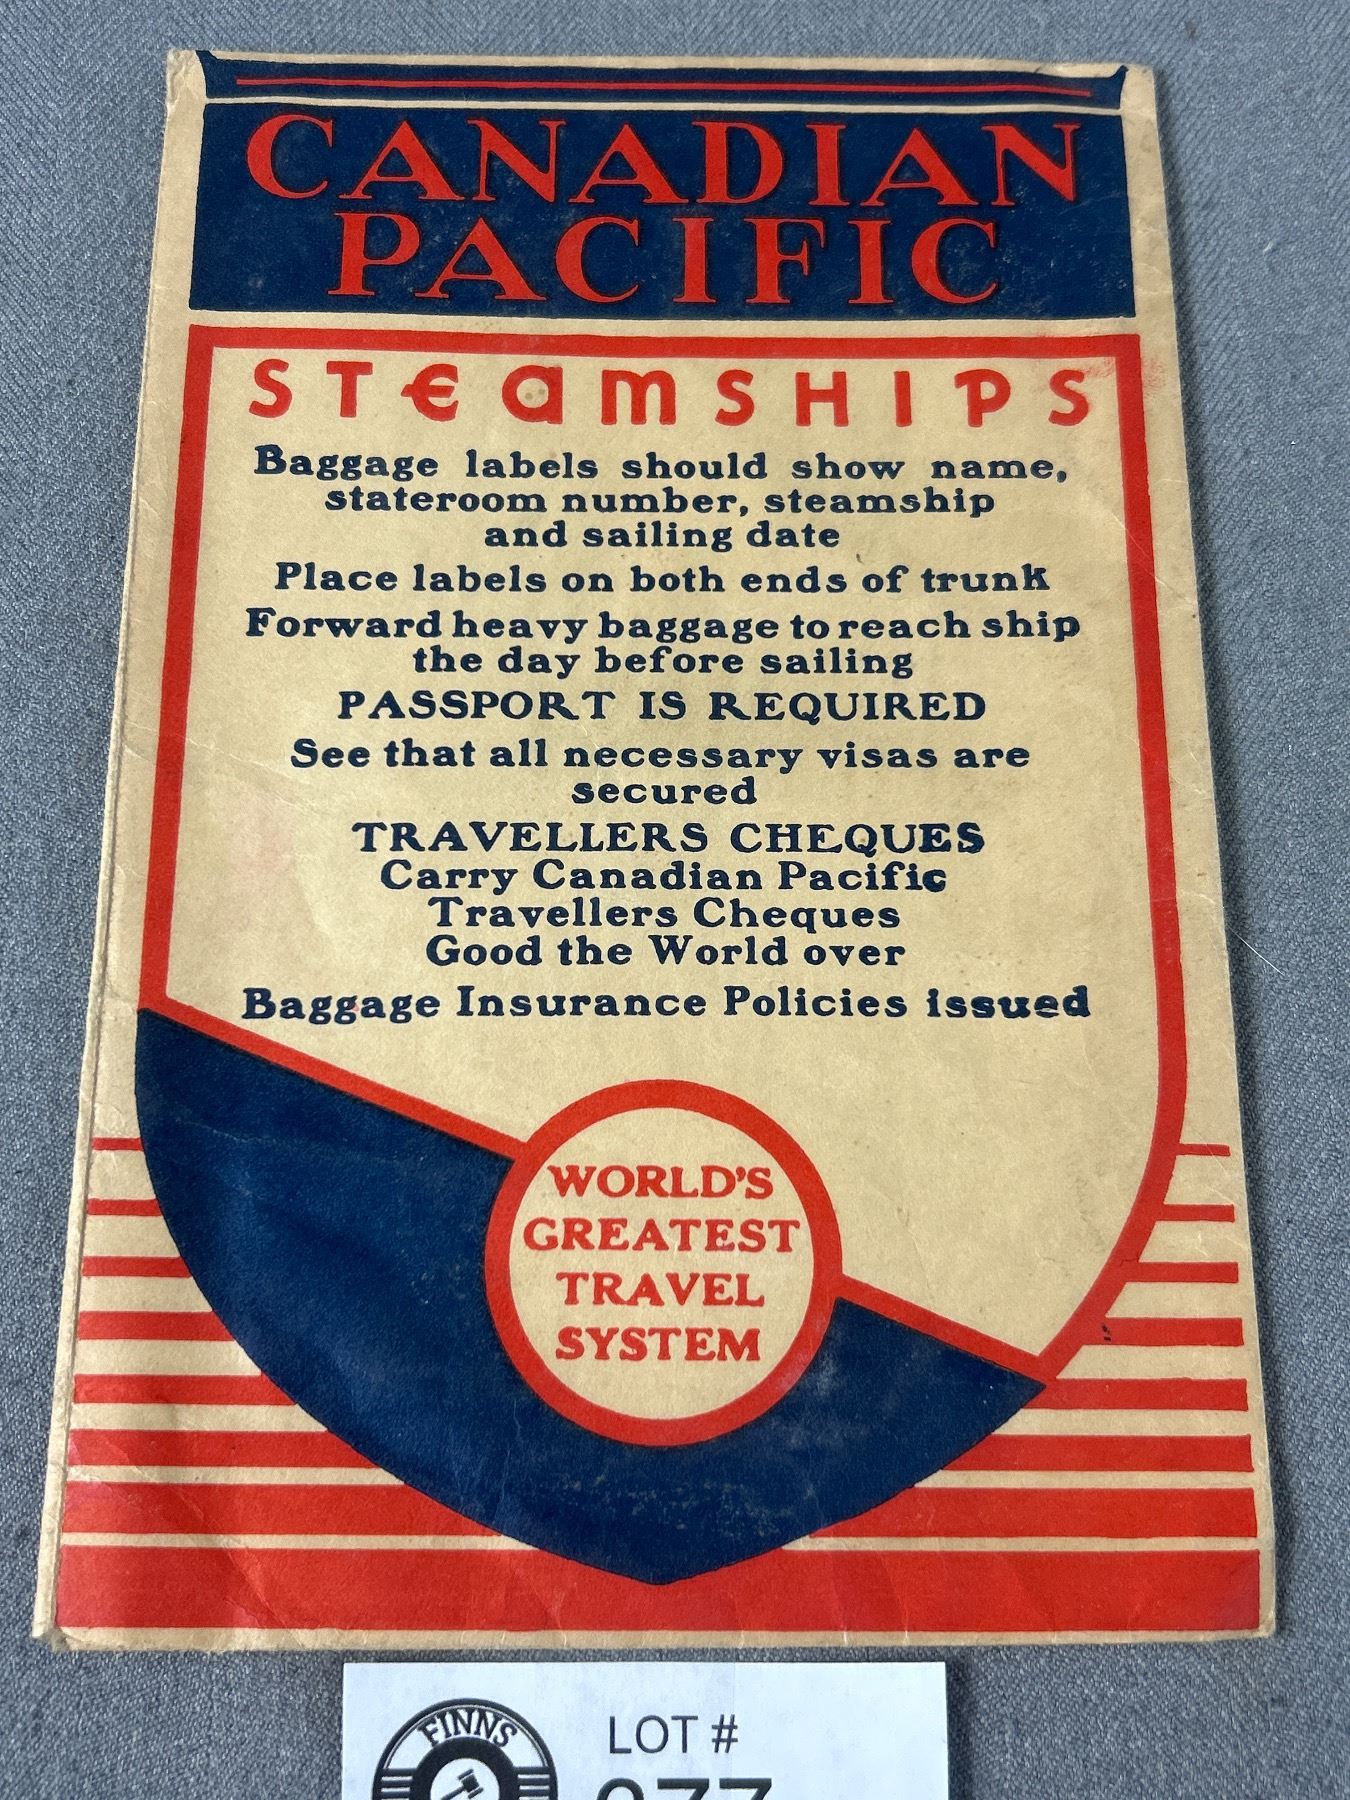 CANADIAN
PACIFIC
STEAMSHIPS
Baggage labels should show name,
stateroom number, steamship
and sailing date
Place labels on both ends of trunk
Forward heavy baggage to reach ship
the day before sailing
PASSPORT IS REQUIRED
See that all necessary visas are
secured
TRAVELLERS CHEQUES
Carry Canadian Pacific
Travellers Cheques
Good the World over
Baggage Insurance Policies issued
WORLD'S
GREATEST
TRAVEL
SYSTEM
FINNS
LOT #